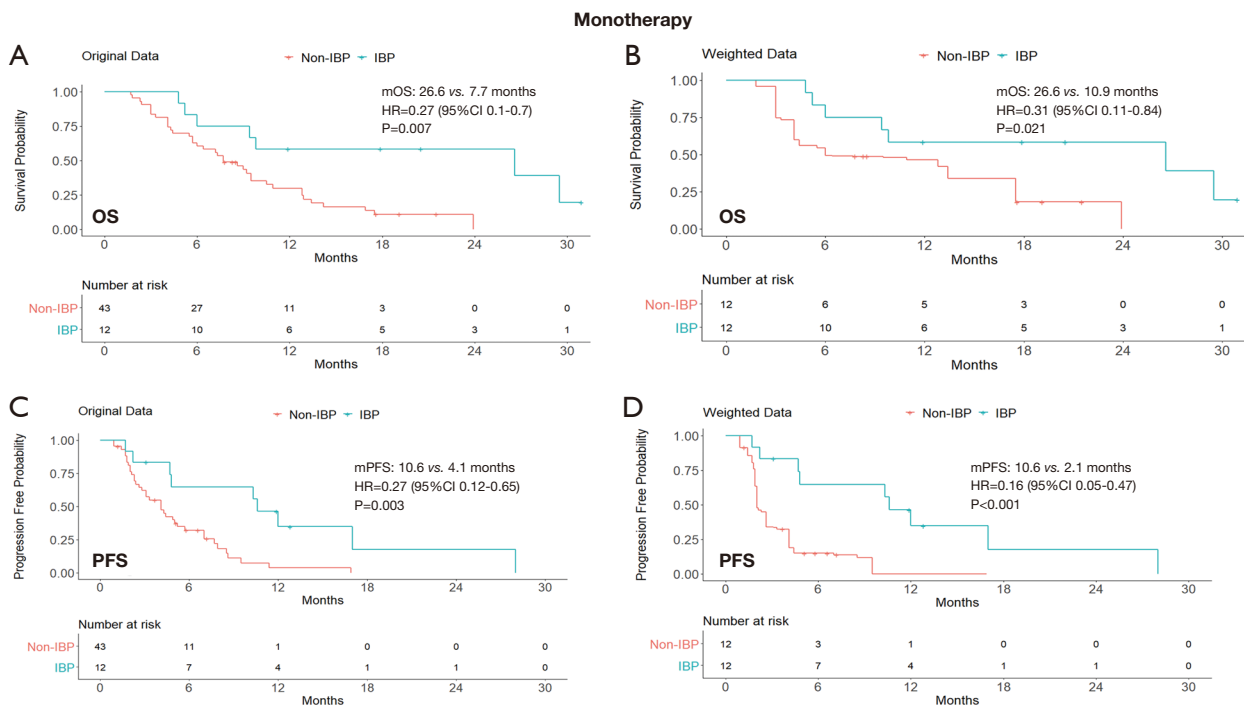 Monotherapy
A
Original Data
Non-IBP IBP
mOS: 26.6 vs. 7.7 months
HR=0.27 (95%CI 0.1-0.7)
P=0.007
Survival Probability
1.00
0.75
0.50
0.25
0.00
OS
0 6 12 18 24 30
Months
Number at risk
Non-IBP 43 27 11 3 0 0
IBP 12 10 6 5 3 1
0 6 12 18 24 30
Months
B
Weighted Data
Non-IBP IBP
mOS: 26.6 vs. 10.9 months
HR=0.31 (95%CI 0.11-0.84)
P=0.021
Survival Probability
1.00
0.75
0.50
0.25
0.00
OS
0 6 12 18 24 30
Months
Number at risk
Non-IBP 12 6 5 3 0 0
IBP 12 10 6 5 3 1
0 6 12 18 24 30
Months
C
Original Data
Non-IBP IBP
mPFS: 10.6 vs. 4.1 months
HR=0.27 (95%CI 0.12-0.65)
P=0.003
Progression Free Probability
1.00
0.75
0.50
0.25
0.00
PFS
0 6 12 18 24 30
Months
Number at risk
Non-IBP 43 11 1 0 0 0
IBP 12 7 4 1 1 0
0 6 12 18 24 30
Months
D
Weighted Data
Non-IBP IBP
mPFS: 10.6 vs. 2.1 months
HR=0.16 (95%CI 0.05-0.47)
P<0.001
Progression Free Probability
1.00
0.75
0.50
0.25
0.00
PFS
0 6 12 18 24 30
Months
Number at risk
Non-IBP 12 3 1 0 0 0
IBP 12 7 4 1 1 0
0 6 12 18 24 30
Months